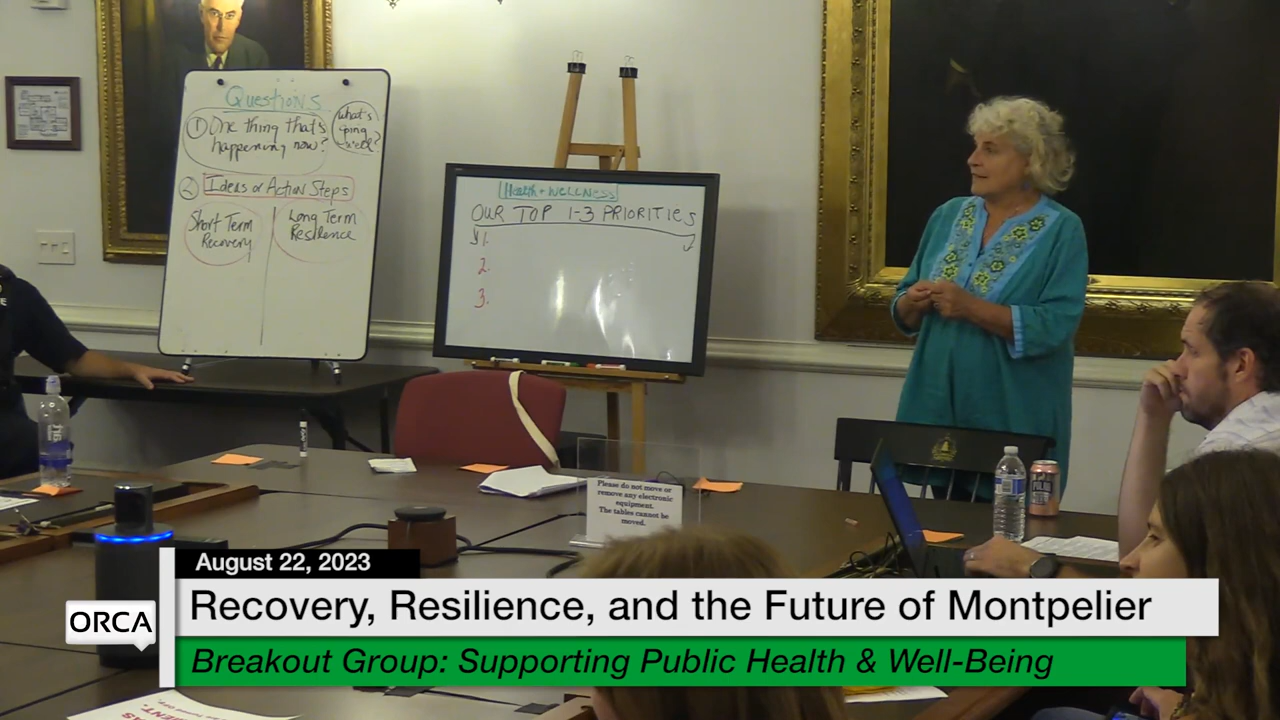 Questions
① One thing that's
happening now?
What's
going
well?
② Ideas or Action Steps
Short Term
Recovery
Long Term
Resilience
Health + WELLNESS
OUR TOP 1-3 PRIORITIES
1.
2.
3.
Please do not move or
remove any electronic
equipment.
The tables cannot be
moved.
August 22, 2023
ORCA
Recovery, Resilience, and the Future of Montpelier
Breakout Group: Supporting Public Health & Well-Being